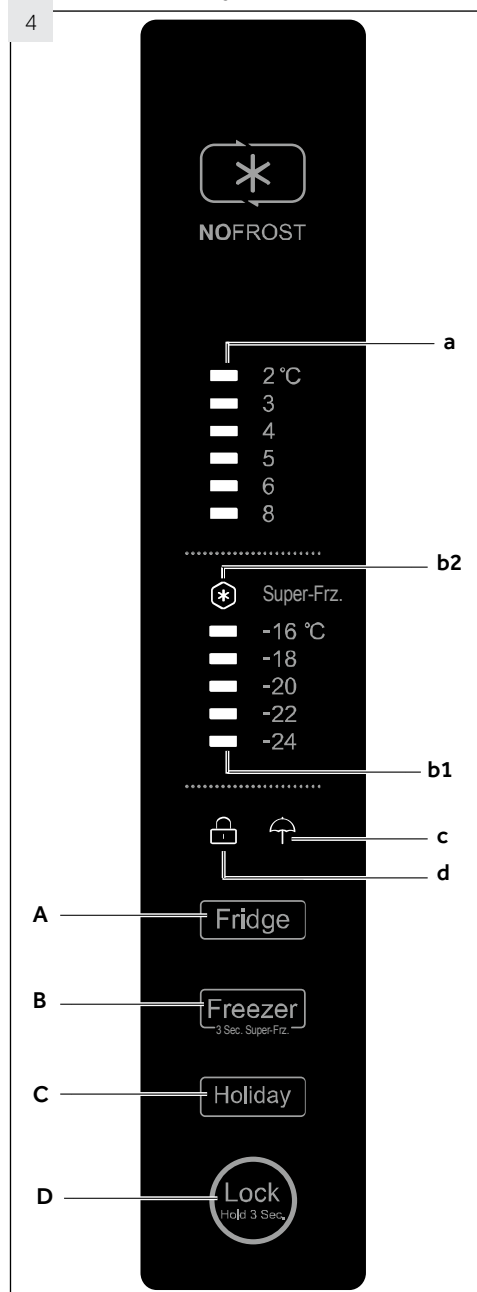 4
NOFROST
a
2 °C
3
4
5
6
8
b2
Super-Frz.
-16 °C
-18
-20
-22
-24
b1
c
d
A
Fridge
B
Freezer
3 Sec. Super-Frz.
C
Holiday
D
Lock
Hold 3 Sec.